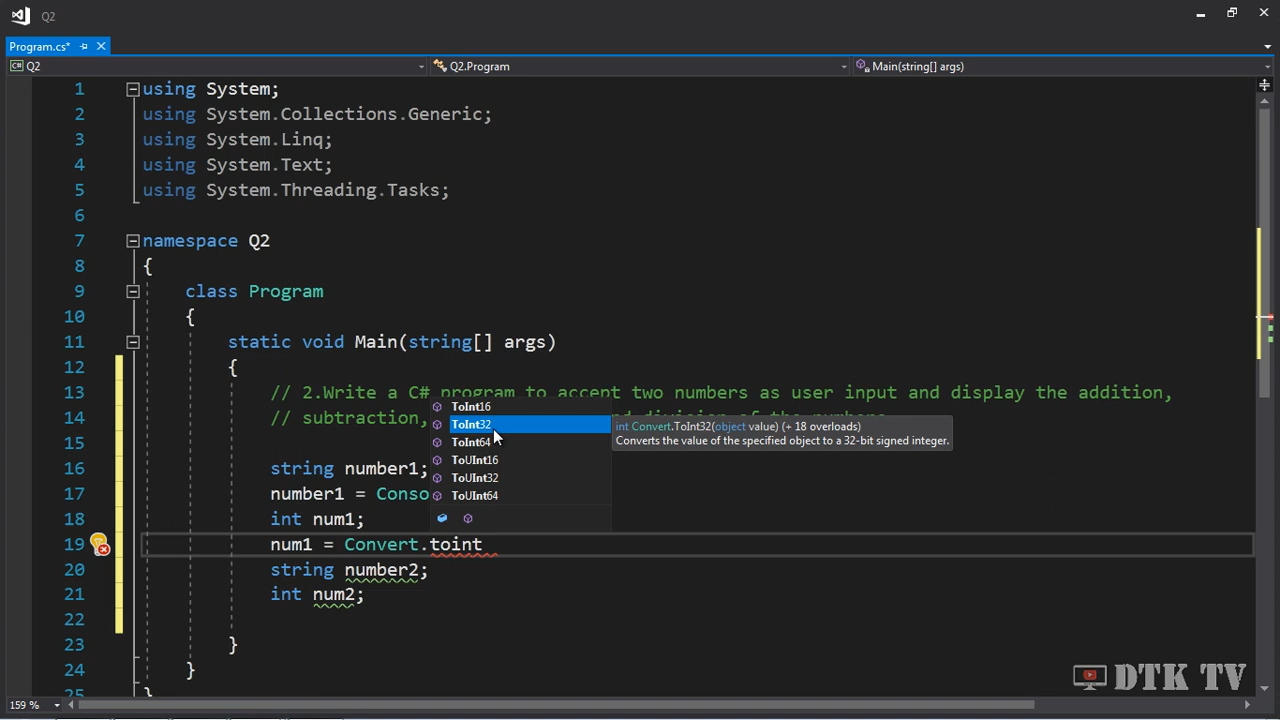 Q2
Program.cs*
Q2 Q2.Program Main(string[] args)
1 using System;
2 using System.Collections.Generic;
3 using System.Linq;
4 using System.Text;
5 using System.Threading.Tasks;
6
7 namespace Q2
8 {
9 class Program
10 {
11 static void Main(string[] args)
12 {
13 // 2.Write a C# program to accept two numbers as user input and display the addition,
14 // subtraction,
ToInt16
ToInt32
ToInt64
ToUInt16
ToUInt32
ToUInt64
int Convert.ToInt32(object value) (+ 18 overloads)
Converts the value of the specified object to a 32-bit signed integer.
15
16 string number1;
17 number1 = Conso
18 int num1;
19 num1 = Convert.toint
20 string number2;
21 int num2;
22
23 }
24 }
25 }
159 %
DTK TV